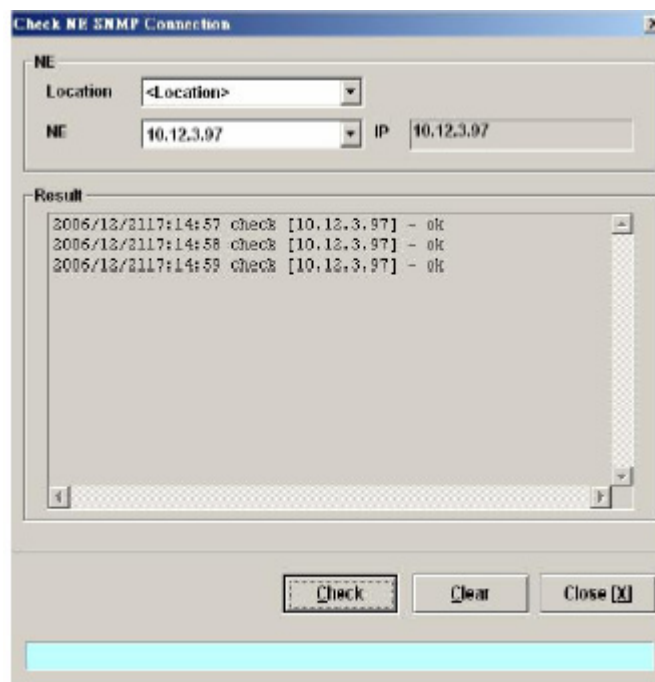 Check NE SNMP Connection
NE
Location <Location>
NE 10.12.3.97 IP 10.12.3.97
Result
2006/12/2117:14:57 check [10.12.3.97] - ok
2006/12/2117:14:58 check [10.12.3.97] - ok
2006/12/2117:14:59 check [10.12.3.97] - ok
Check Clear Close [X]